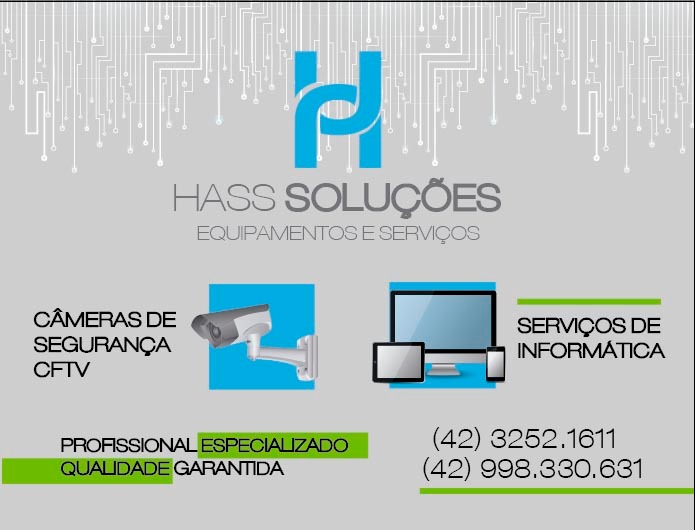 HASS SOLUÇÕES
EQUIPAMENTOS E SERVIÇOS
CÂMERAS DE
SEGURANÇA
CFTV
SERVIÇOS DE
INFORMÁTICA
PROFISSIONAL ESPECIALIZADO
QUALIDADE GARANTIDA
(42) 3252.1611
(42) 998.330.631